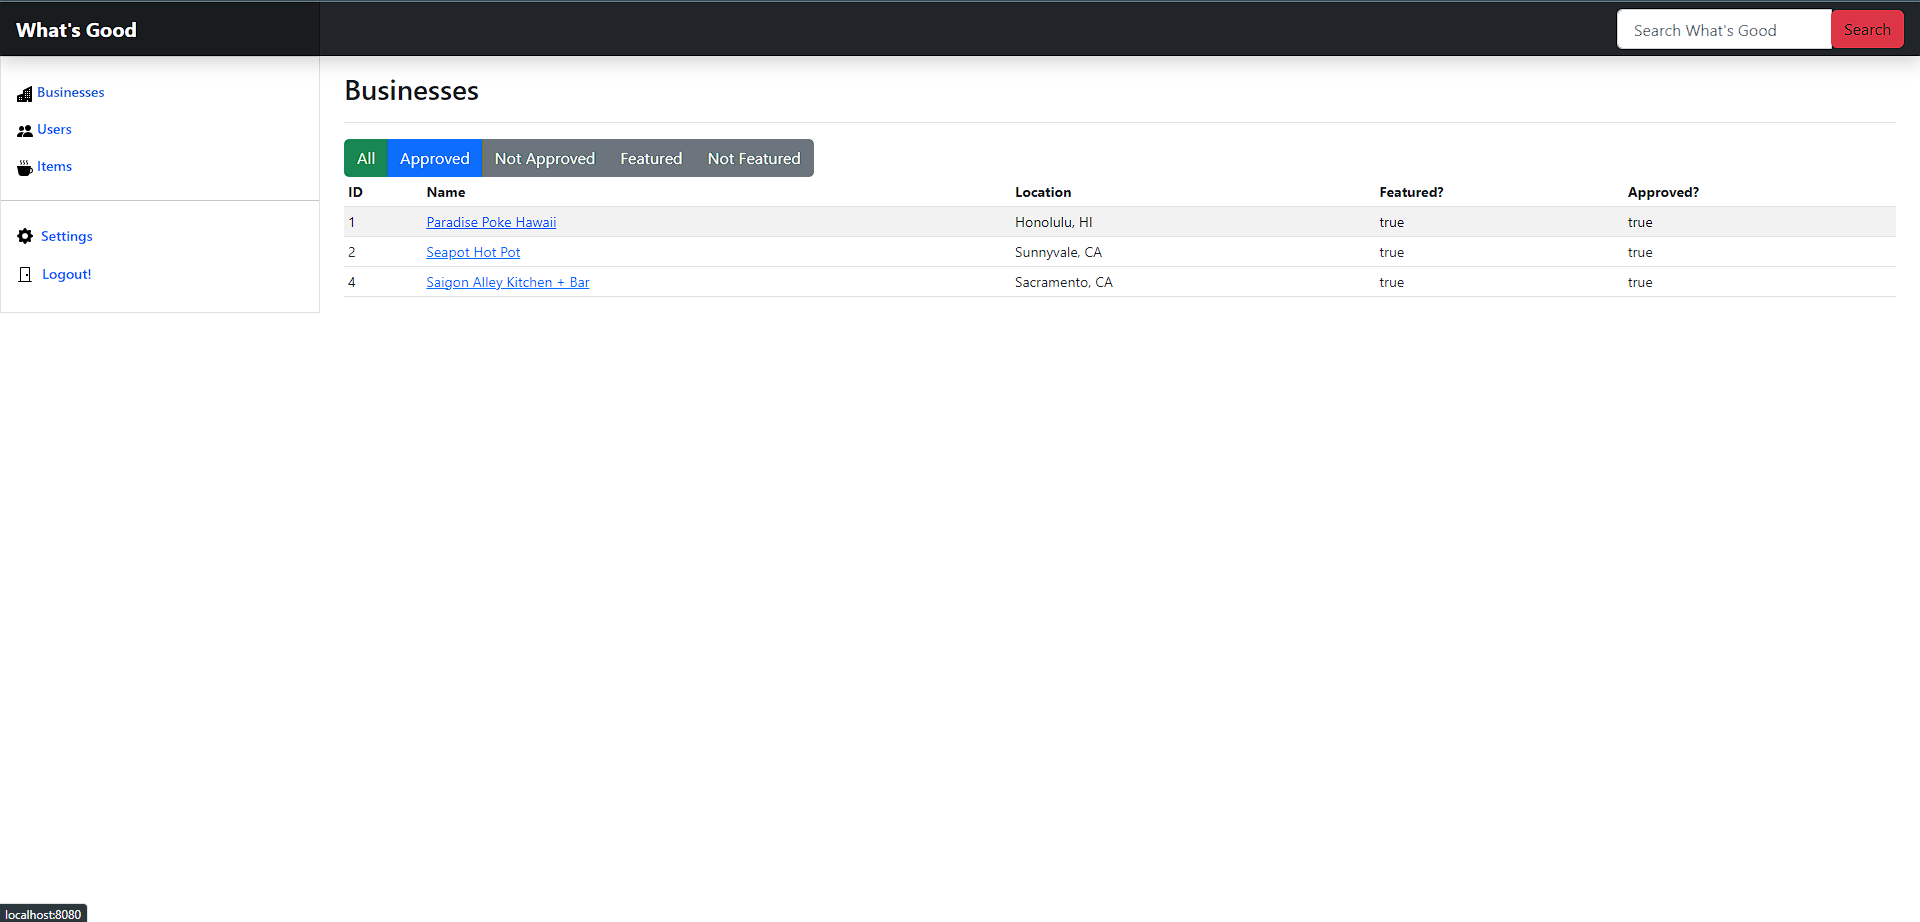 What's Good
Search What's Good
Search
Businesses
Users
Items
Settings
Logout!
Businesses
All Approved Not Approved Featured Not Featured
ID Name Location Featured? Approved?
1 Paradise Poke Hawaii Honolulu, HI true true
2 Seapot Hot Pot Sunnyvale, CA true true
4 Saigon Alley Kitchen + Bar Sacramento, CA true true
localhost:8080